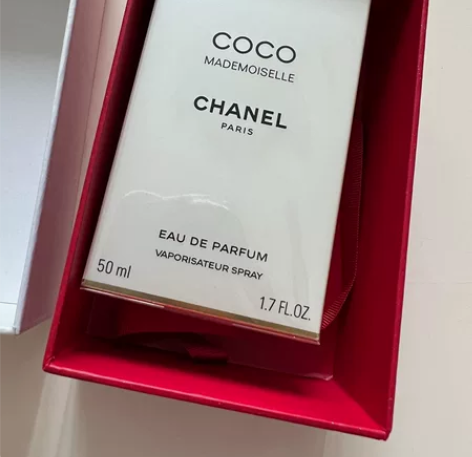 COCO
MADEMOISELLE
CHANEL
PARIS
EAU DE PARFUM
VAPORISATEUR SPRAY
50 ml
1.7 FL.OZ.